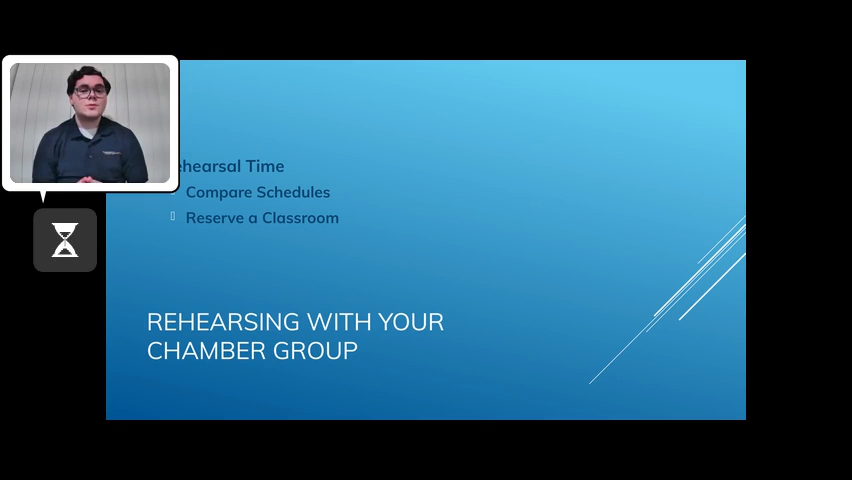 ehearsal Time
Compare Schedules
Reserve a Classroom
REHEARSING WITH YOUR
CHAMBER GROUP